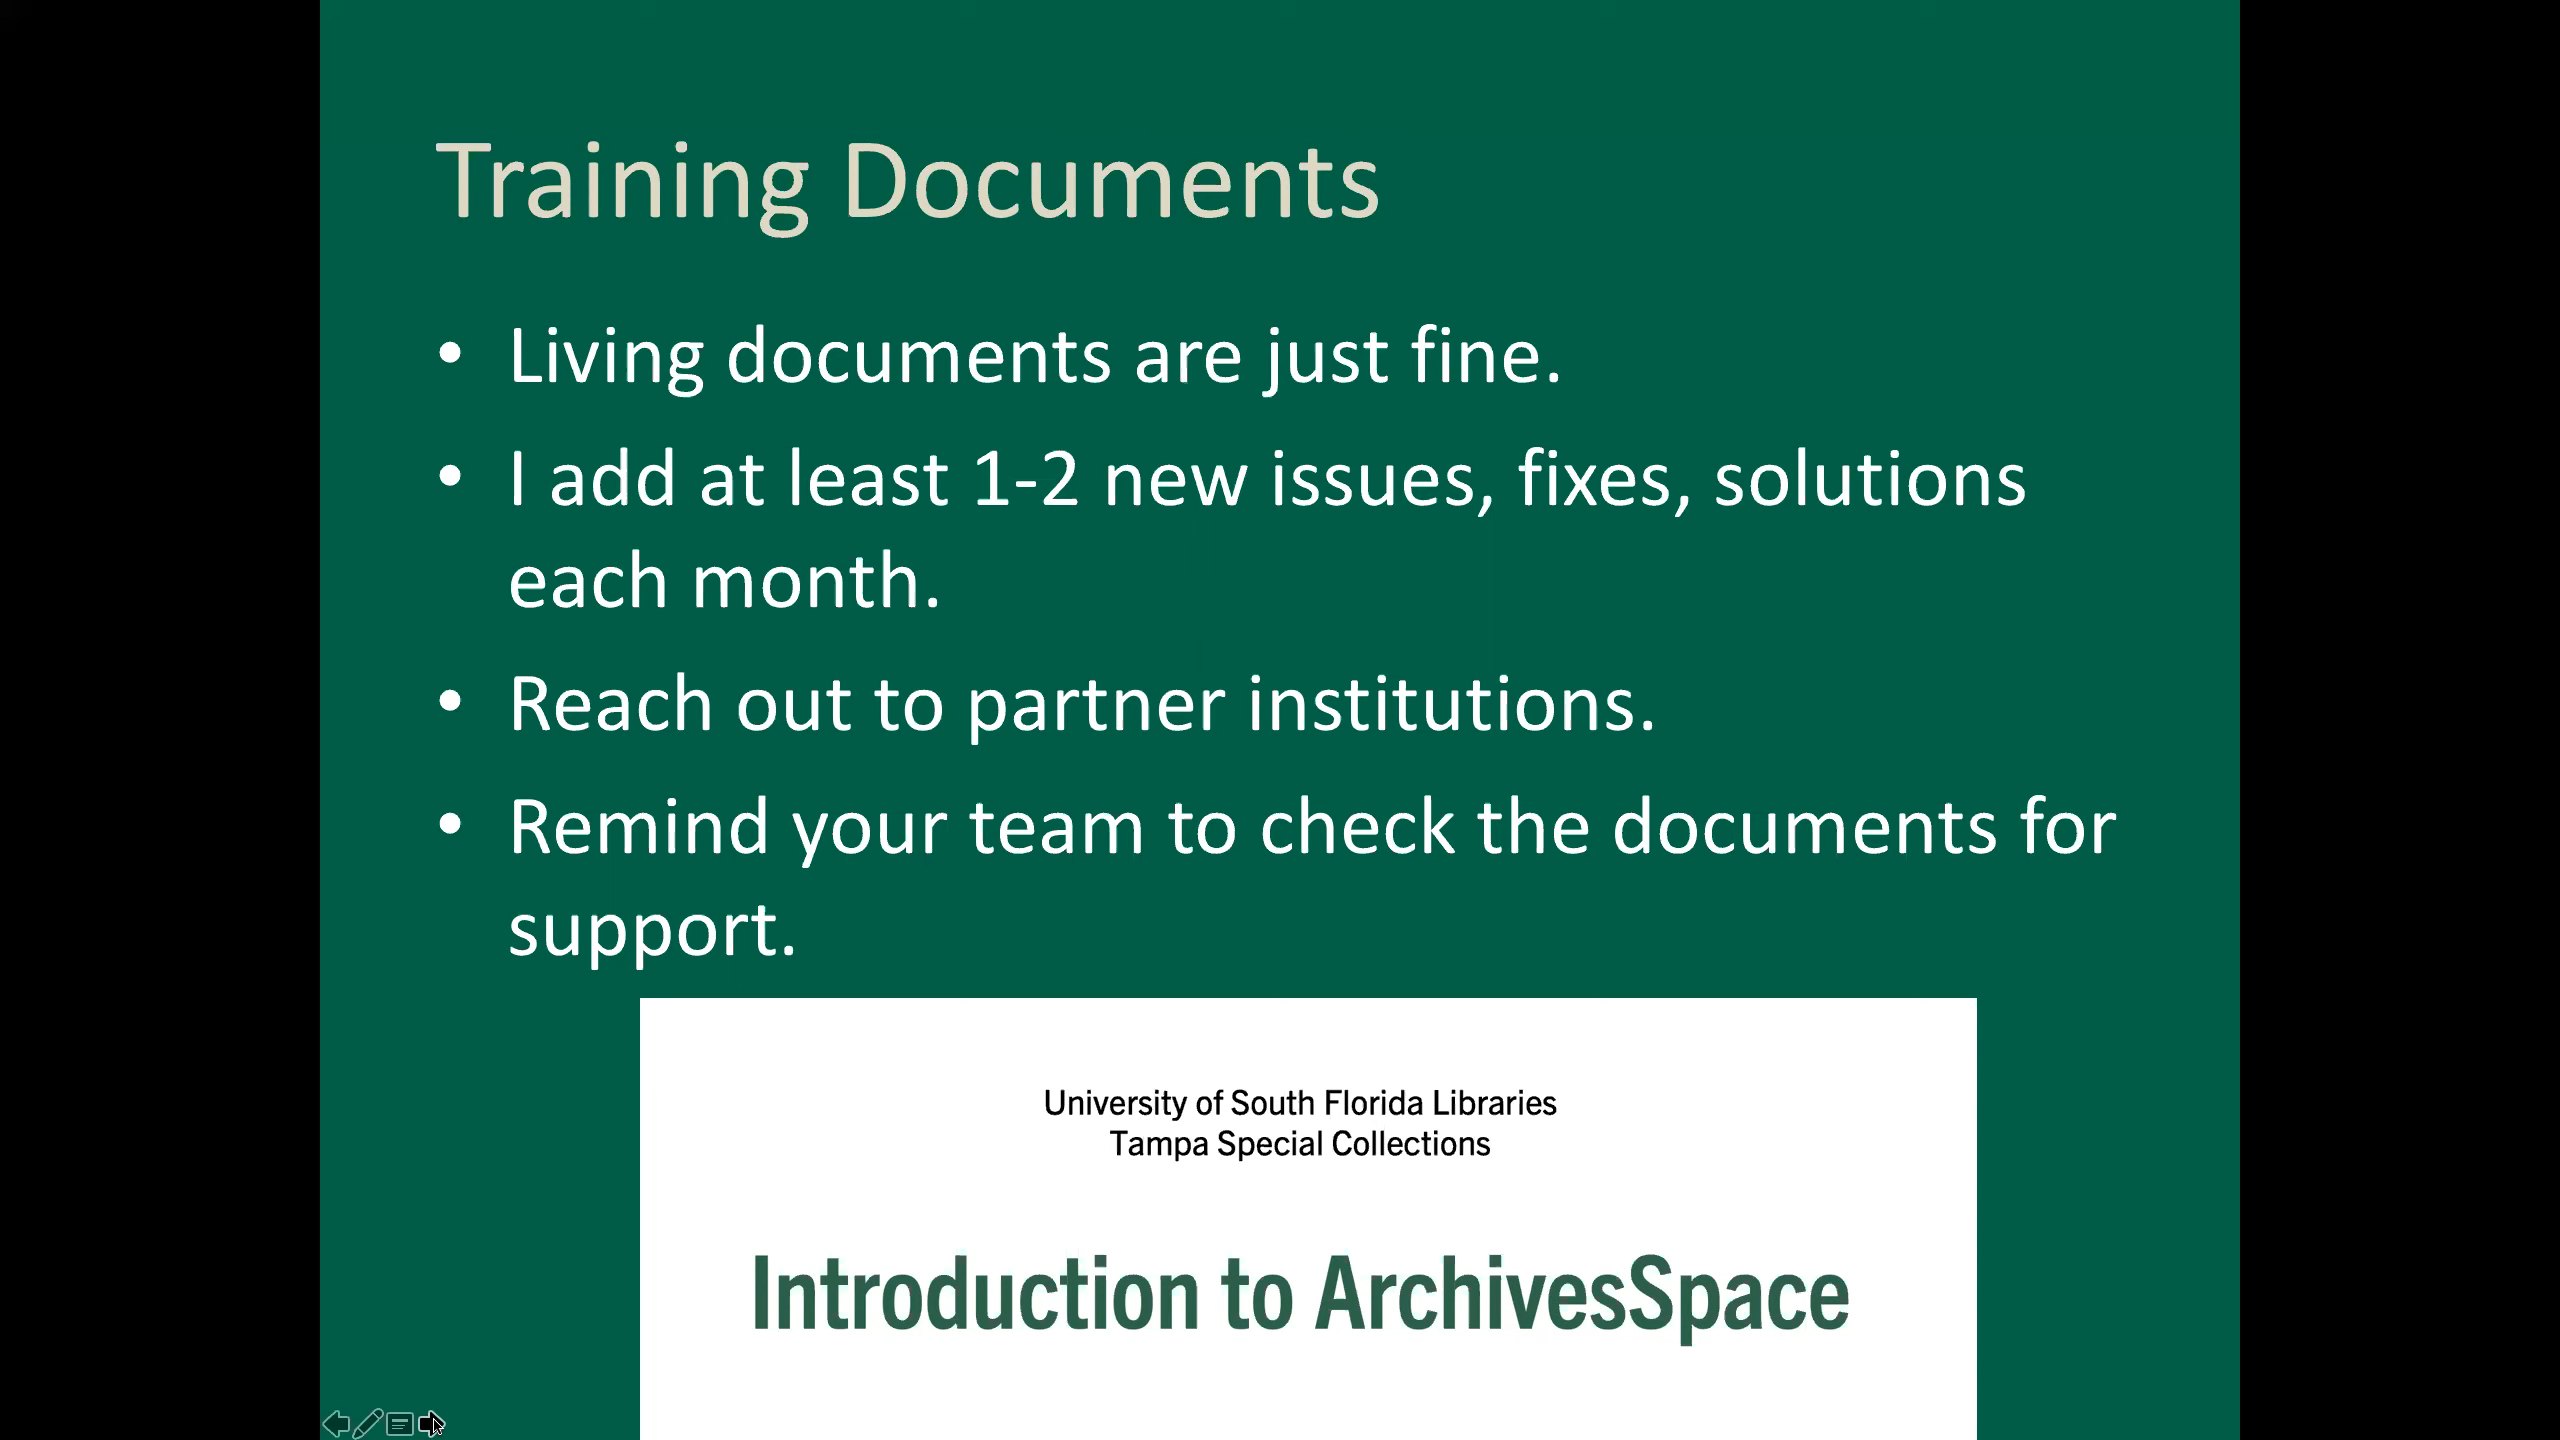 Training Documents
• Living documents are just fine.
• I add at least 1-2 new issues, fixes, solutions
each month.
• Reach out to partner institutions.
• Remind your team to check the documents for
support.
University of South Florida Libraries
Tampa Special Collections
Introduction to ArchivesSpace